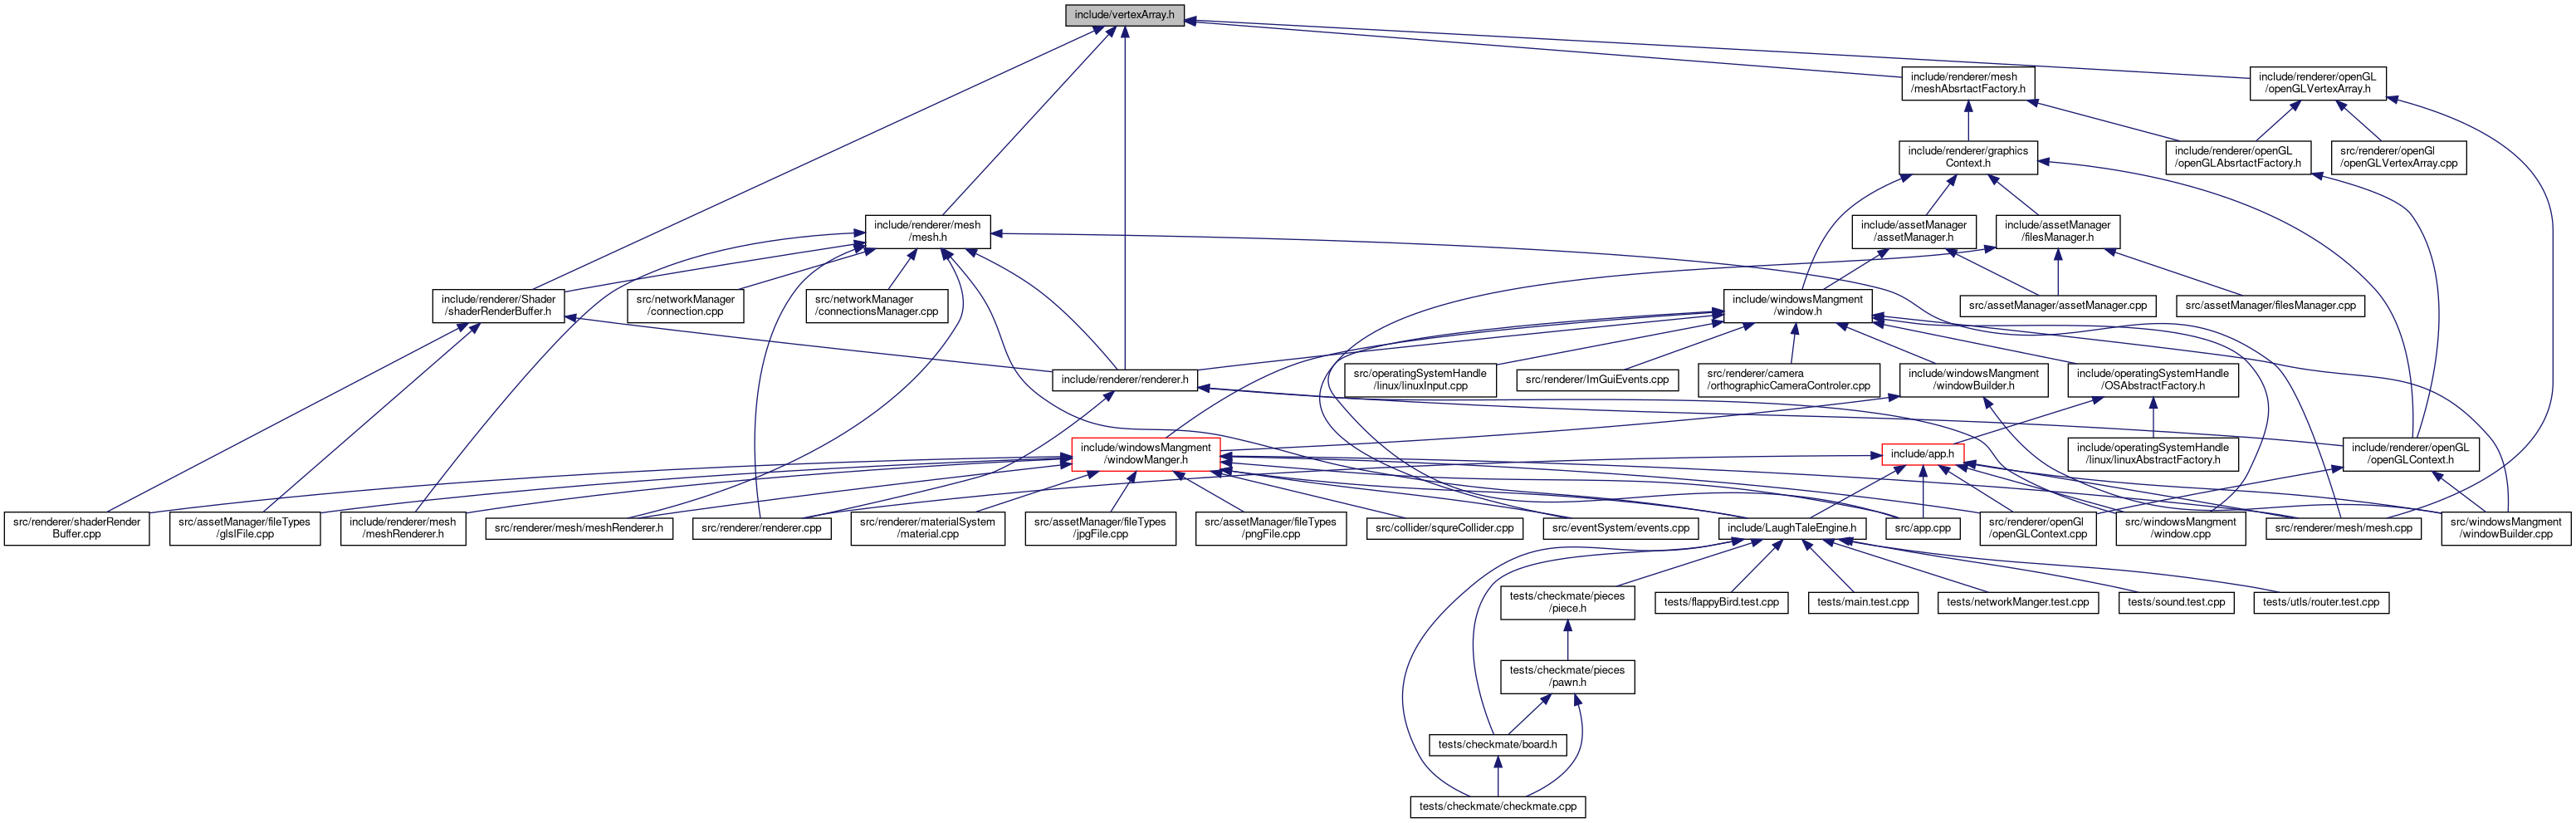 include/vertexArray.h
include/renderer/mesh
/meshAbsrtactFactory.h
include/renderer/openGL
/openGLVertexArray.h
include/renderer/graphics
Context.h
include/renderer/openGL
/openGLAbsrtactFactory.h
src/renderer/openGl
/openGLVertexArray.cpp
include/renderer/mesh
/mesh.h
include/assetManager
/assetManager.h
include/assetManager
/filesManager.h
include/renderer/Shader
/shaderRenderBuffer.h
src/networkManager
/connection.cpp
src/networkManager
/connectionsManager.cpp
include/windowsMangment
/window.h
src/assetManager/assetManager.cpp
src/assetManager/filesManager.cpp
include/renderer/renderer.h
src/operatingSystemHandle
/linux/linuxInput.cpp
src/renderer/ImGuiEvents.cpp
src/renderer/camera
/orthographicCameraControler.cpp
include/windowsMangment
/windowBuilder.h
include/operatingSystemHandle
/OSAbstractFactory.h
include/windowsMangment
/windowManger.h
include/app.h
include/operatingSystemHandle
/linux/linuxAbstractFactory.h
include/renderer/openGL
/openGLContext.h
src/renderer/shaderRender
Buffer.cpp
src/assetManager/fileTypes
/glslFile.cpp
include/renderer/mesh
/meshRenderer.h
src/renderer/mesh/meshRenderer.h
src/renderer/renderer.cpp
src/renderer/materialSystem
/material.cpp
src/assetManager/fileTypes
/jpgFile.cpp
src/assetManager/fileTypes
/pngFile.cpp
src/collider/squreCollider.cpp
src/eventSystem/events.cpp
include/LaughTaleEngine.h
src/app.cpp
src/renderer/openGl
/openGLContext.cpp
src/windowsMangment
/window.cpp
src/renderer/mesh/mesh.cpp
src/windowsMangment
/windowBuilder.cpp
tests/checkmate/pieces
/piece.h
tests/flappyBird.test.cpp
tests/main.test.cpp
tests/networkManger.test.cpp
tests/sound.test.cpp
tests/utls/router.test.cpp
tests/checkmate/pieces
/pawn.h
tests/checkmate/board.h
tests/checkmate/checkmate.cpp